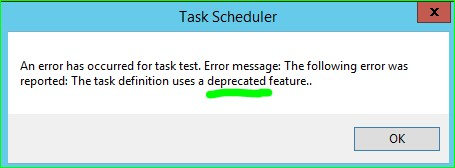 Task Scheduler
x
An error has occurred for task test. Error message: The following error was
reported: The task definition uses a deprecated feature..
OK